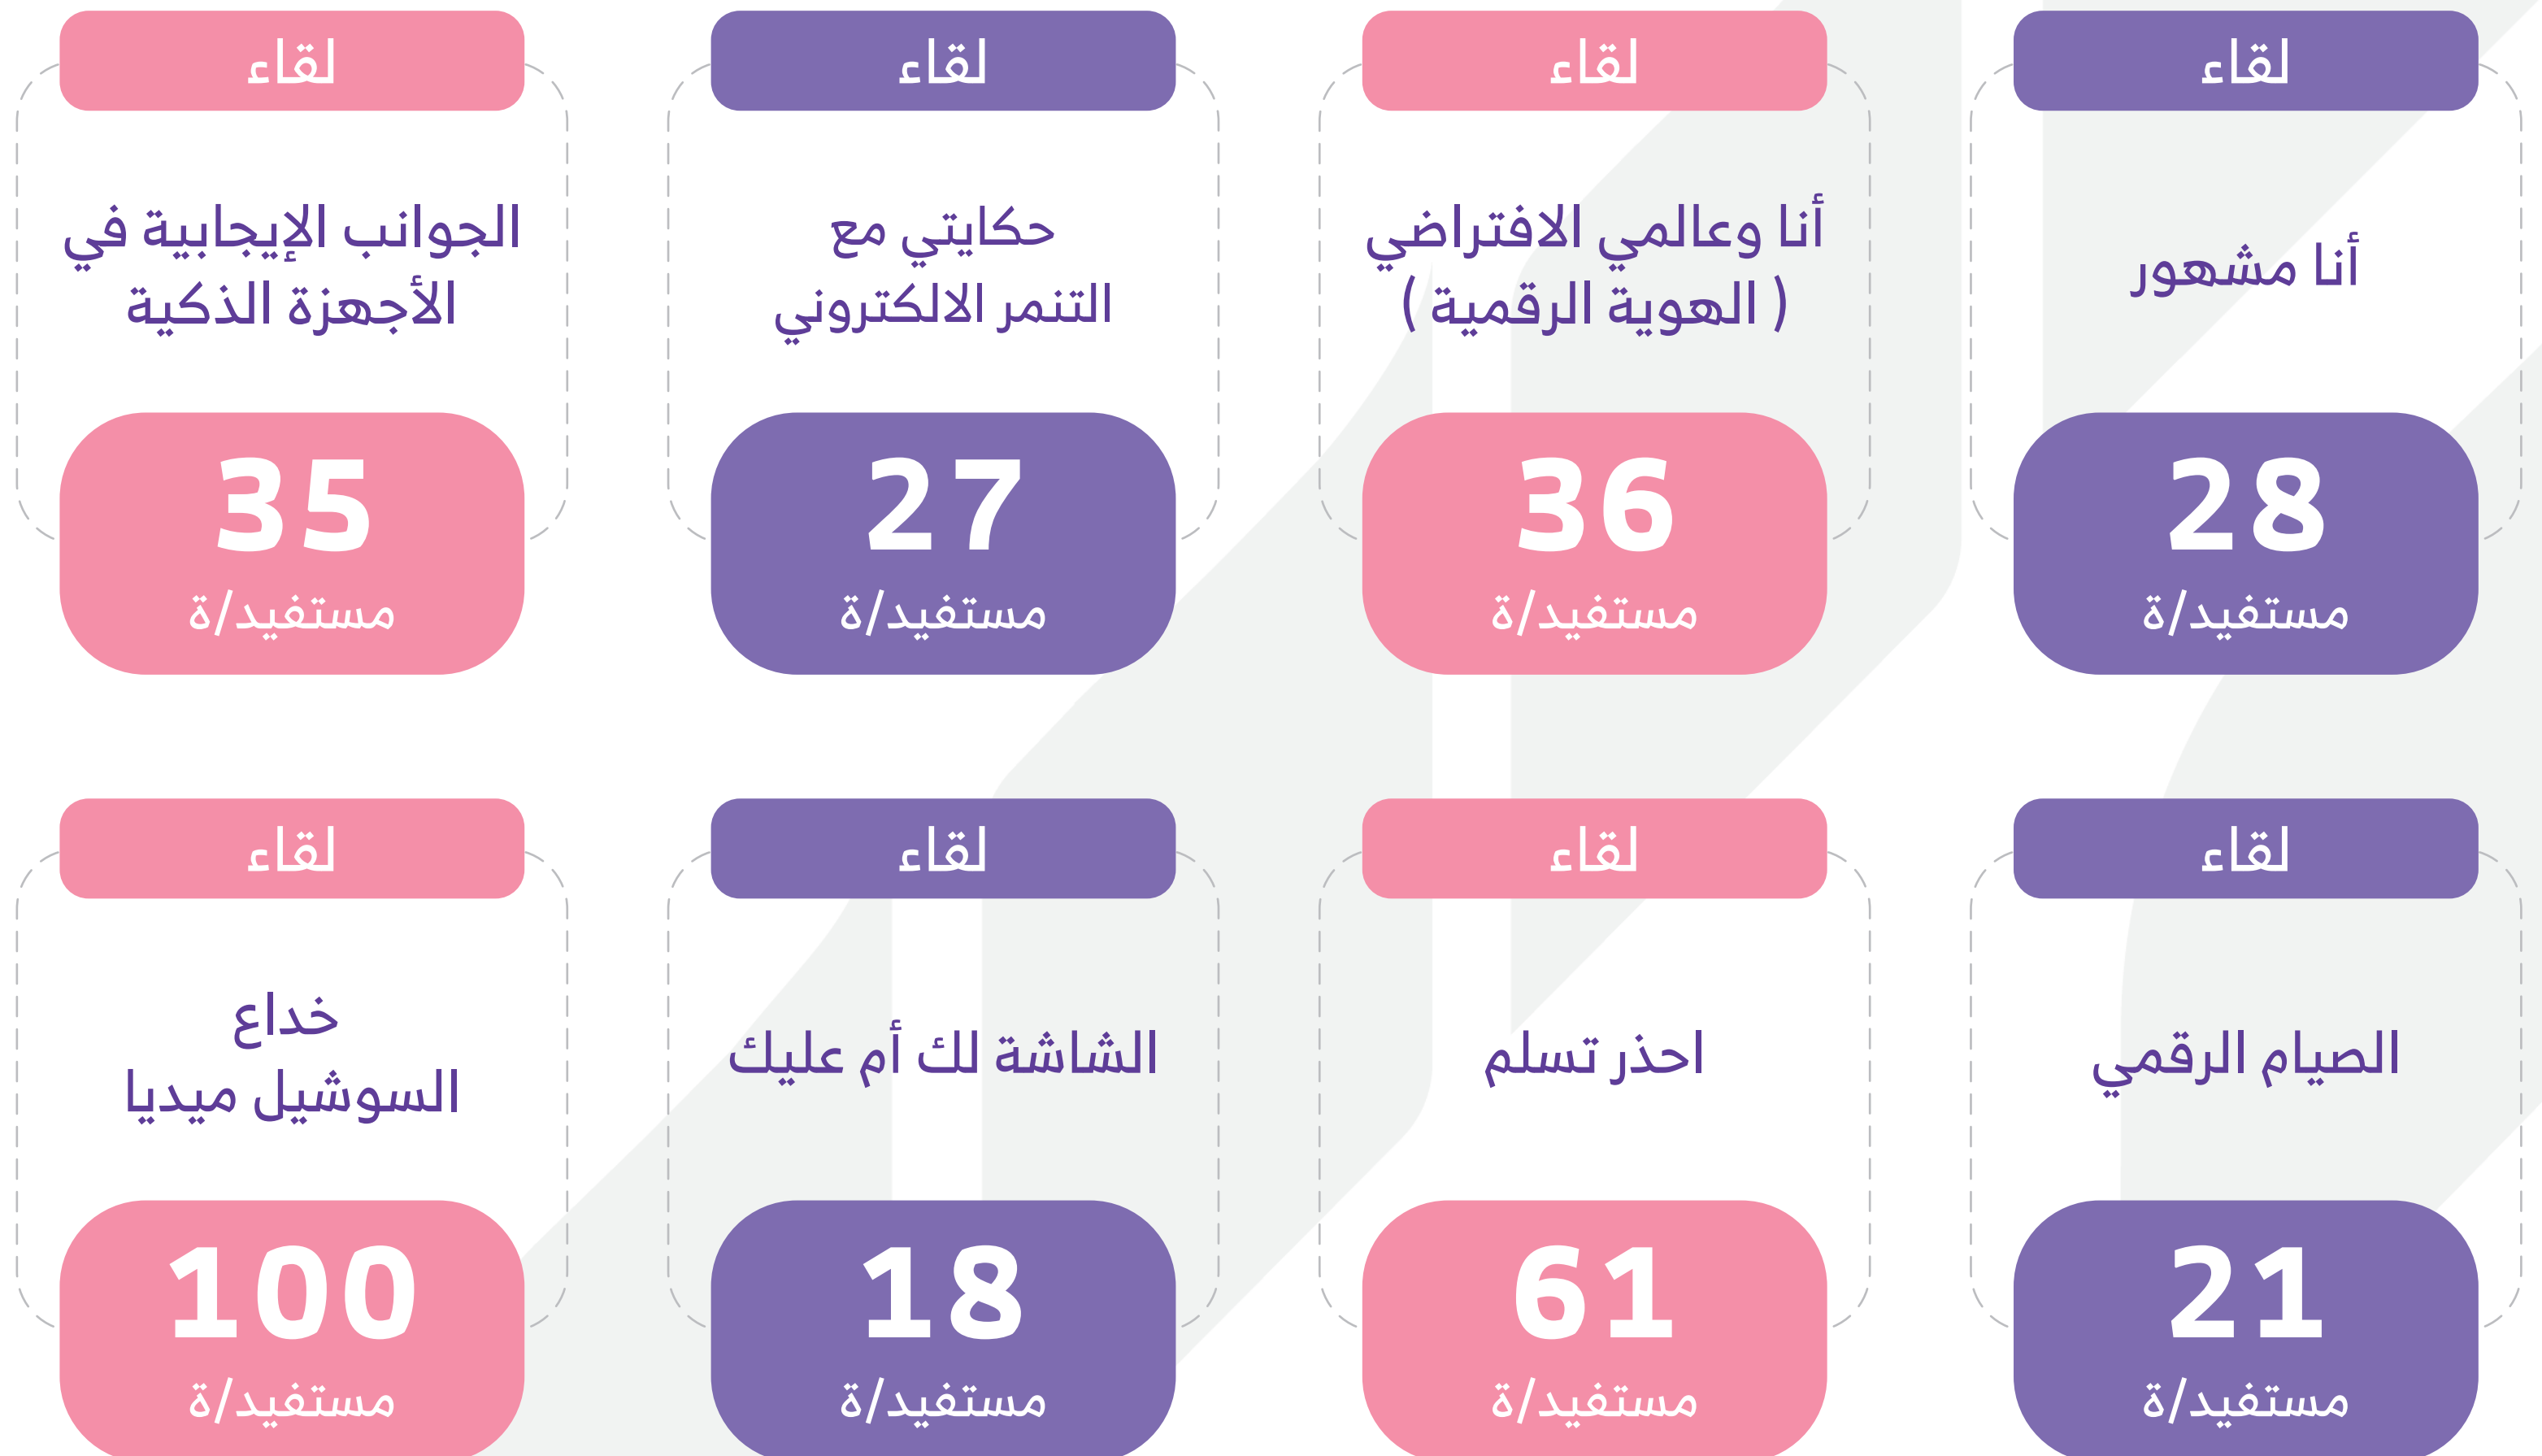 لقاء
أنا مشهور
28
مستفيد/ة
لقاء
أنا وعالمي الافتراضي
( الهوية الرقمية )
36
مستفيد/ة
لقاء
حكايتي مع
التنمر الالكتروني
27
مستفيد/ة
لقاء
الجوانب الإيجابية في
الأجهزة الذكية
35
مستفيد/ة
لقاء
الصيام الرقمي
21
مستفيد/ة
لقاء
احذر تسلم
61
مستفيد/ة
لقاء
الشاشة لك أم عليك
18
مستفيد/ة
لقاء
خداع
السوشيل ميديا
100
مستفيد/ة